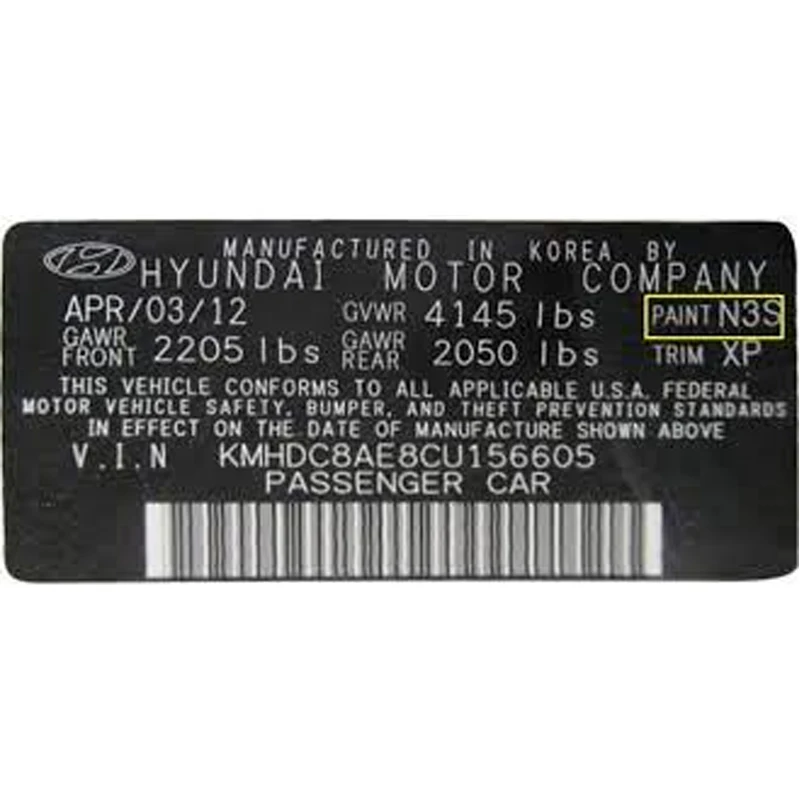 MANUFACTURED IN KOREA BY
HYUNDAI MOTOR COMPANY
APR/03/12 GVWR 4145 lbs PAINT N3S
GAWR FRONT 2205 lbs GAWR REAR 2050 lbs TRIM XP
THIS VEHICLE CONFORMS TO ALL APPLICABLE U.S.A. FEDERAL
MOTOR VEHICLE SAFETY, BUMPER, AND THEFT PREVENTION STANDARDS
IN EFFECT ON THE DATE OF MANUFACTURE SHOWN ABOVE
V.I.N KMHDC8AE8CU156605
PASSENGER CAR